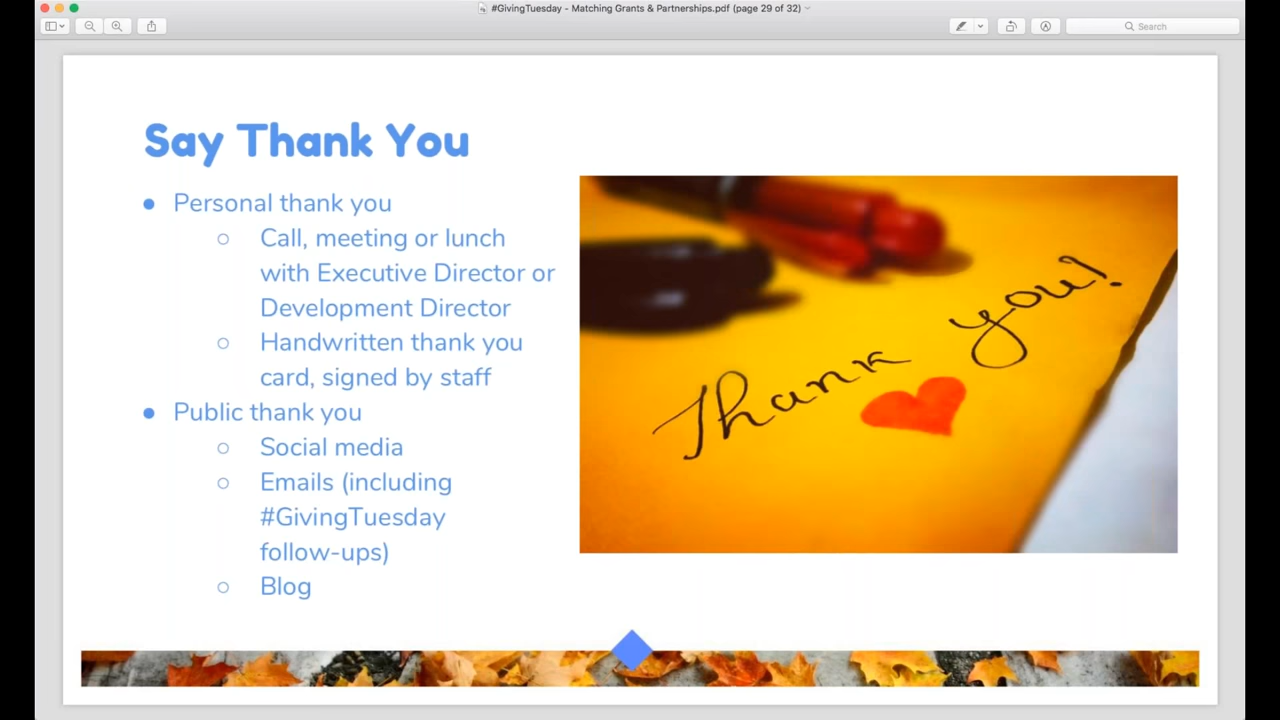 #GivingTuesday - Matching Grants & Partnerships.pdf (page 29 of 32)
Search
Say Thank You
● Personal thank you
○ Call, meeting or lunch
with Executive Director or
Development Director
○ Handwritten thank you
card, signed by staff
● Public thank you
○ Social media
○ Emails (including
#GivingTuesday
follow-ups)
○ Blog
Thank you!